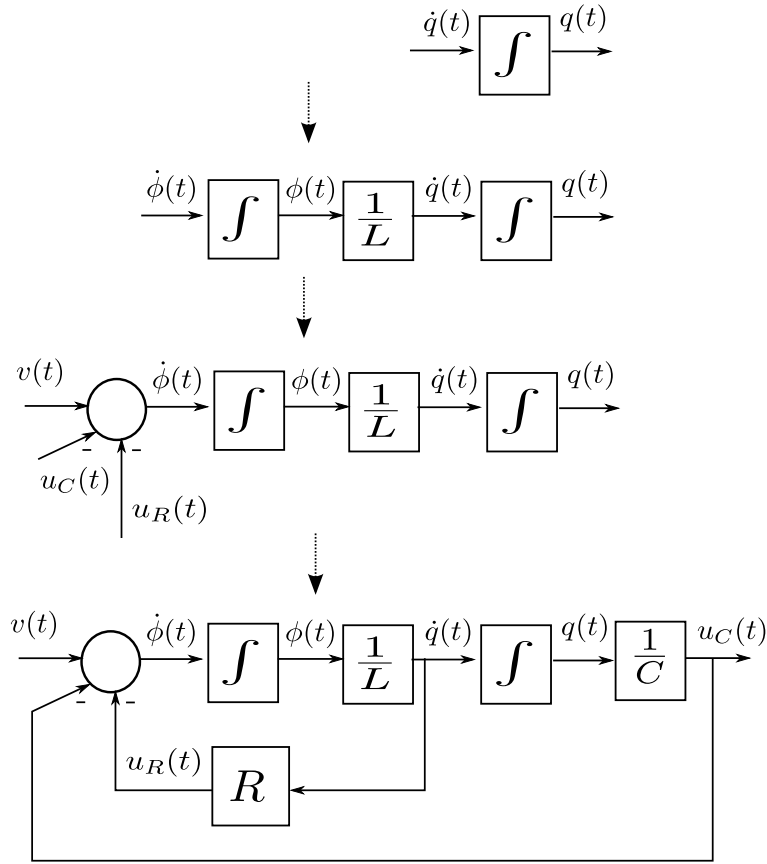 q̇(t) ∫ q(t)
ϕ̇(t) ∫ ϕ(t) 1/L q̇(t) ∫ q(t)
v(t) ϕ̇(t) ∫ ϕ(t) 1/L q̇(t) ∫ q(t)
- -
u_C(t)
u_R(t)
v(t) ϕ̇(t) ∫ ϕ(t) 1/L q̇(t) ∫ q(t) 1/C u_C(t)
- -
u_R(t) R